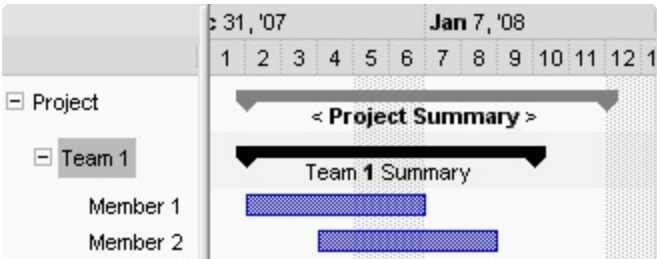 c 31, '07 Jan 7, '08
1 2 3 4 5 6 7 8 9 10 11 12 1
Project
< Project Summary >
Team 1
Team 1 Summary
Member 1
Member 2